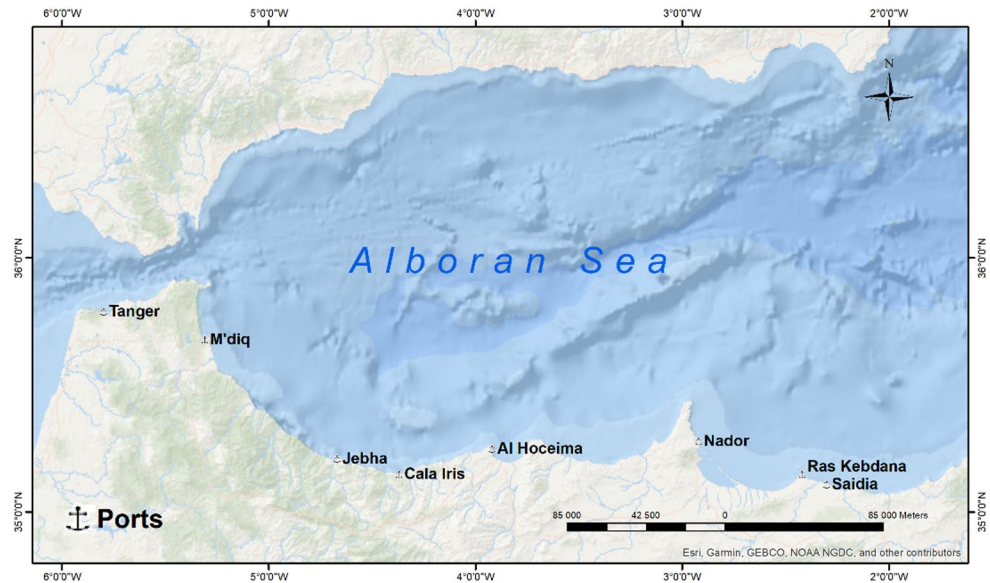 6°0'0"W 5°0'0"W 4°0'0"W 3°0'0"W 2°0'0"W
N
36°0'0"N
36°0'0"N
Alboran Sea
Tanger
M'diq
Jebha
Cala Iris
Al Hoceima
Nador
Ras Kebdana
Saidia
35°0'0"N
35°0'0"N
Ports
85 000 42 500 0 85 000 Meters
Esri, Garmin, GEBCO, NOAA NGDC, and other contributors
6°0'0"W 5°0'0"W 4°0'0"W 3°0'0"W 2°0'0"W